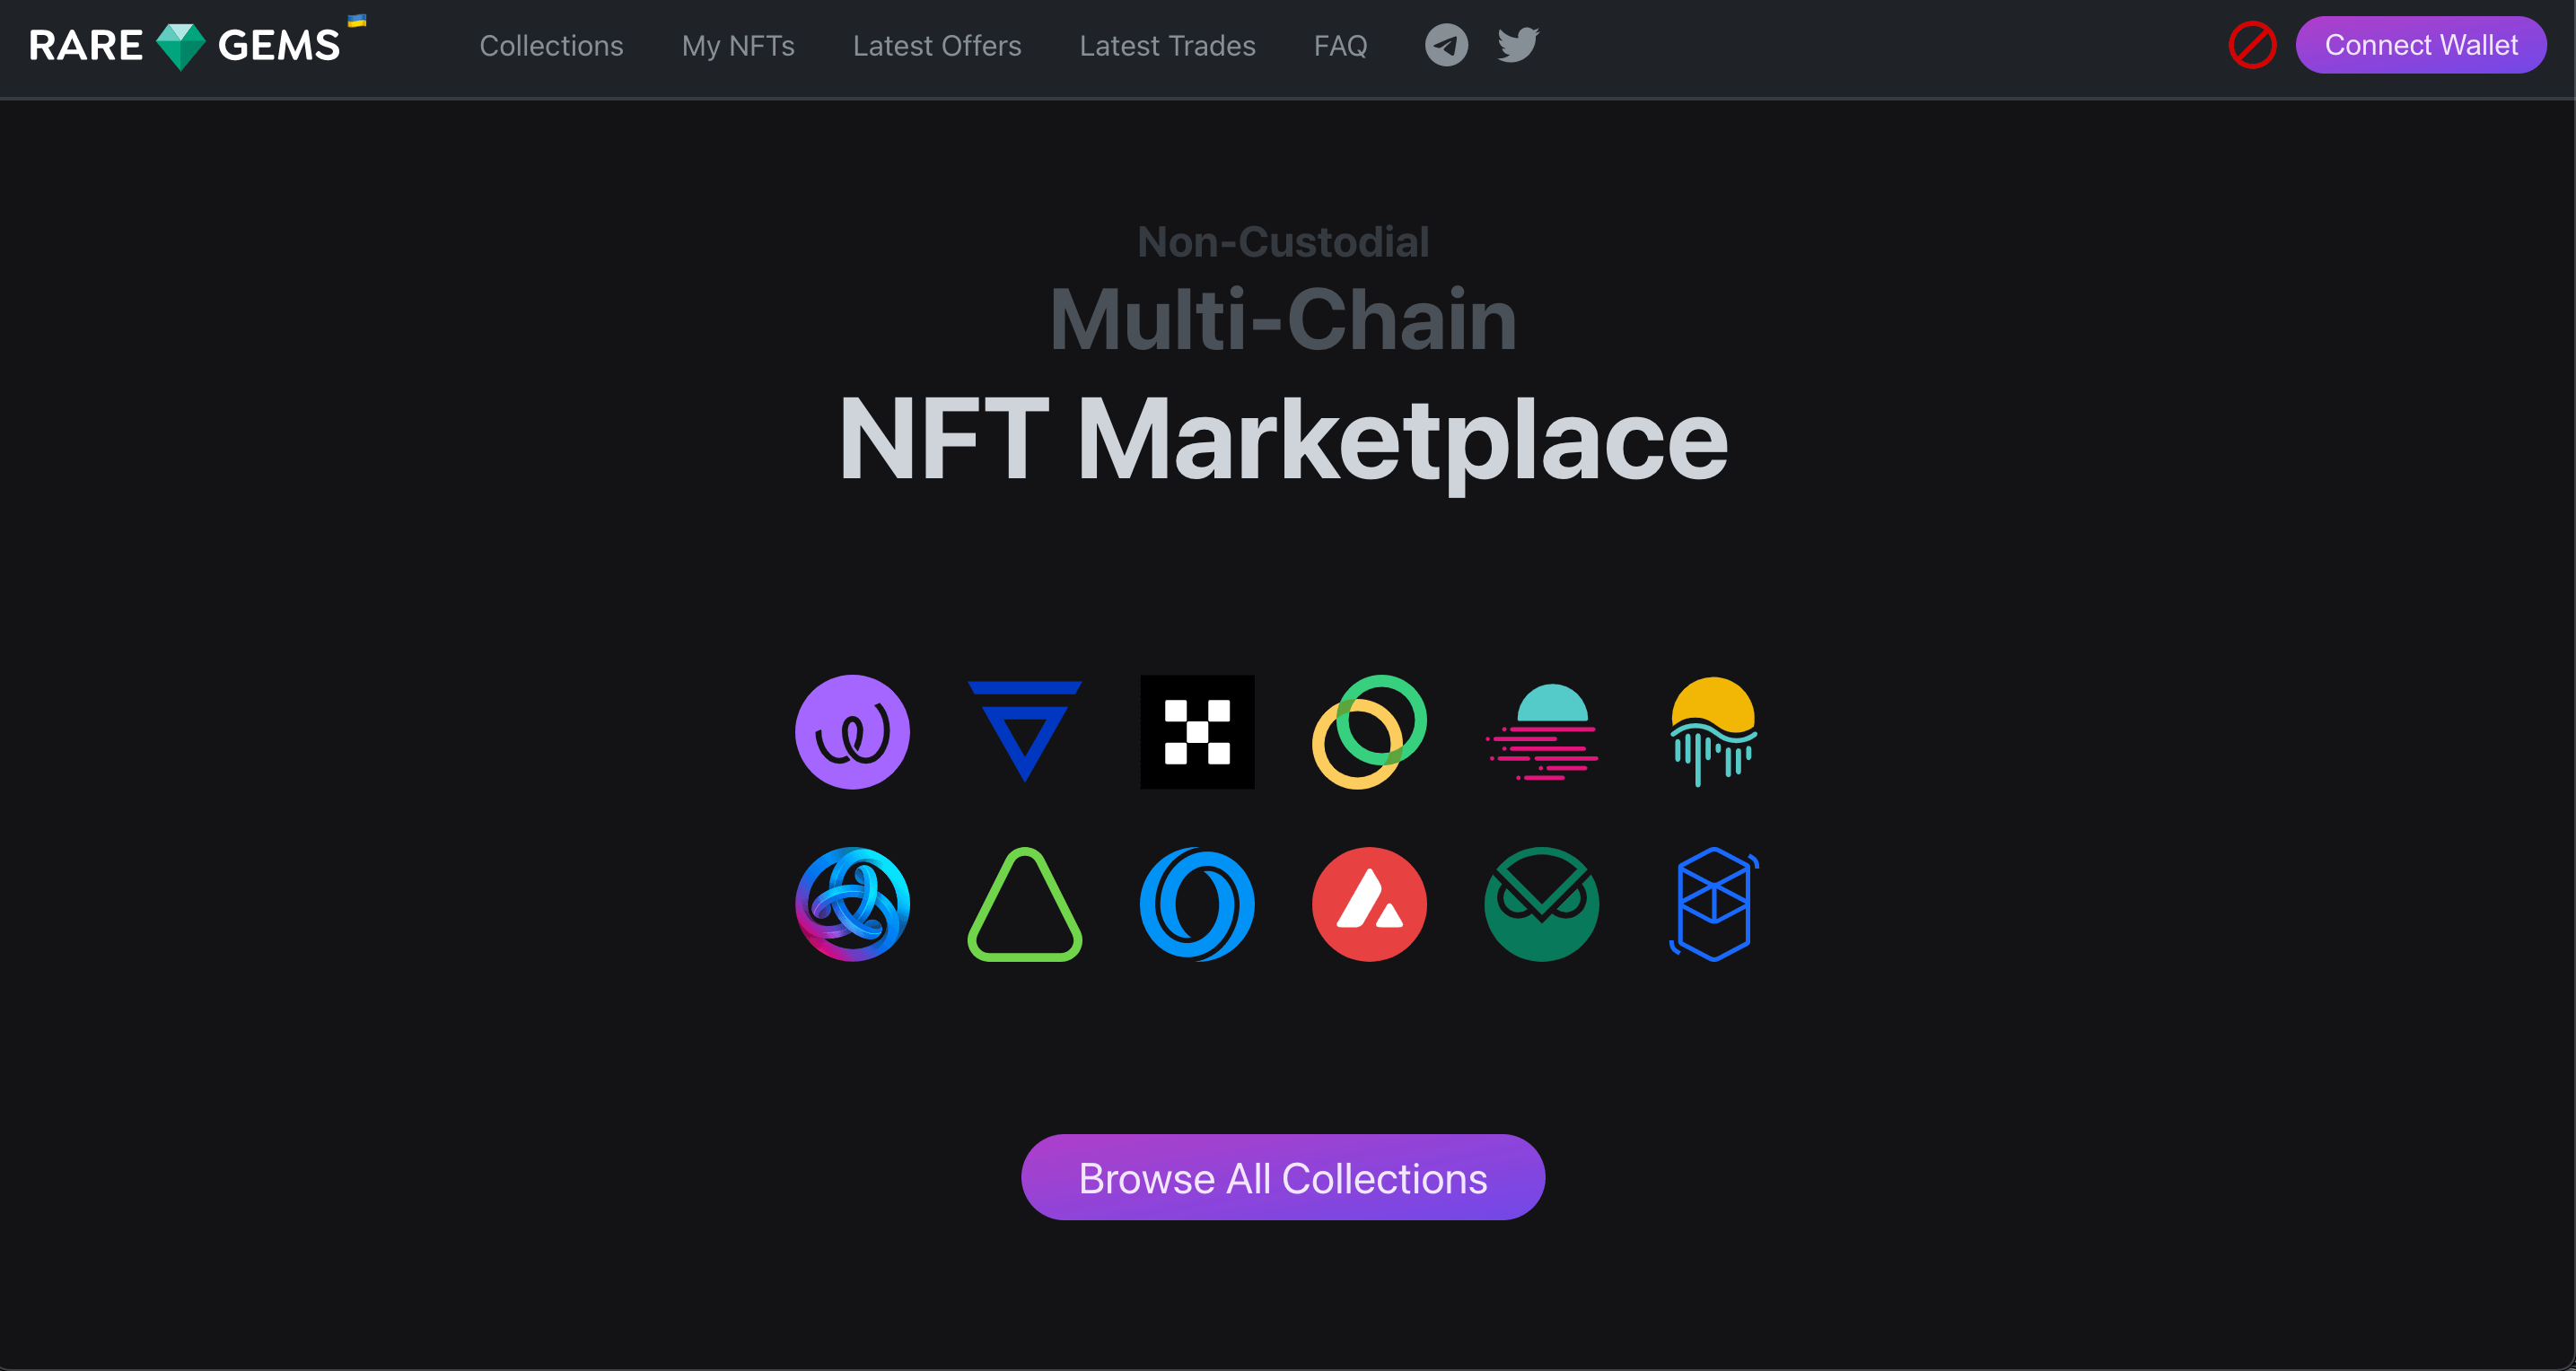 RARE GEMS
Collections
My NFTs
Latest Offers
Latest Trades
FAQ
Connect Wallet
Non-Custodial
Multi-Chain
NFT Marketplace
Browse All Collections